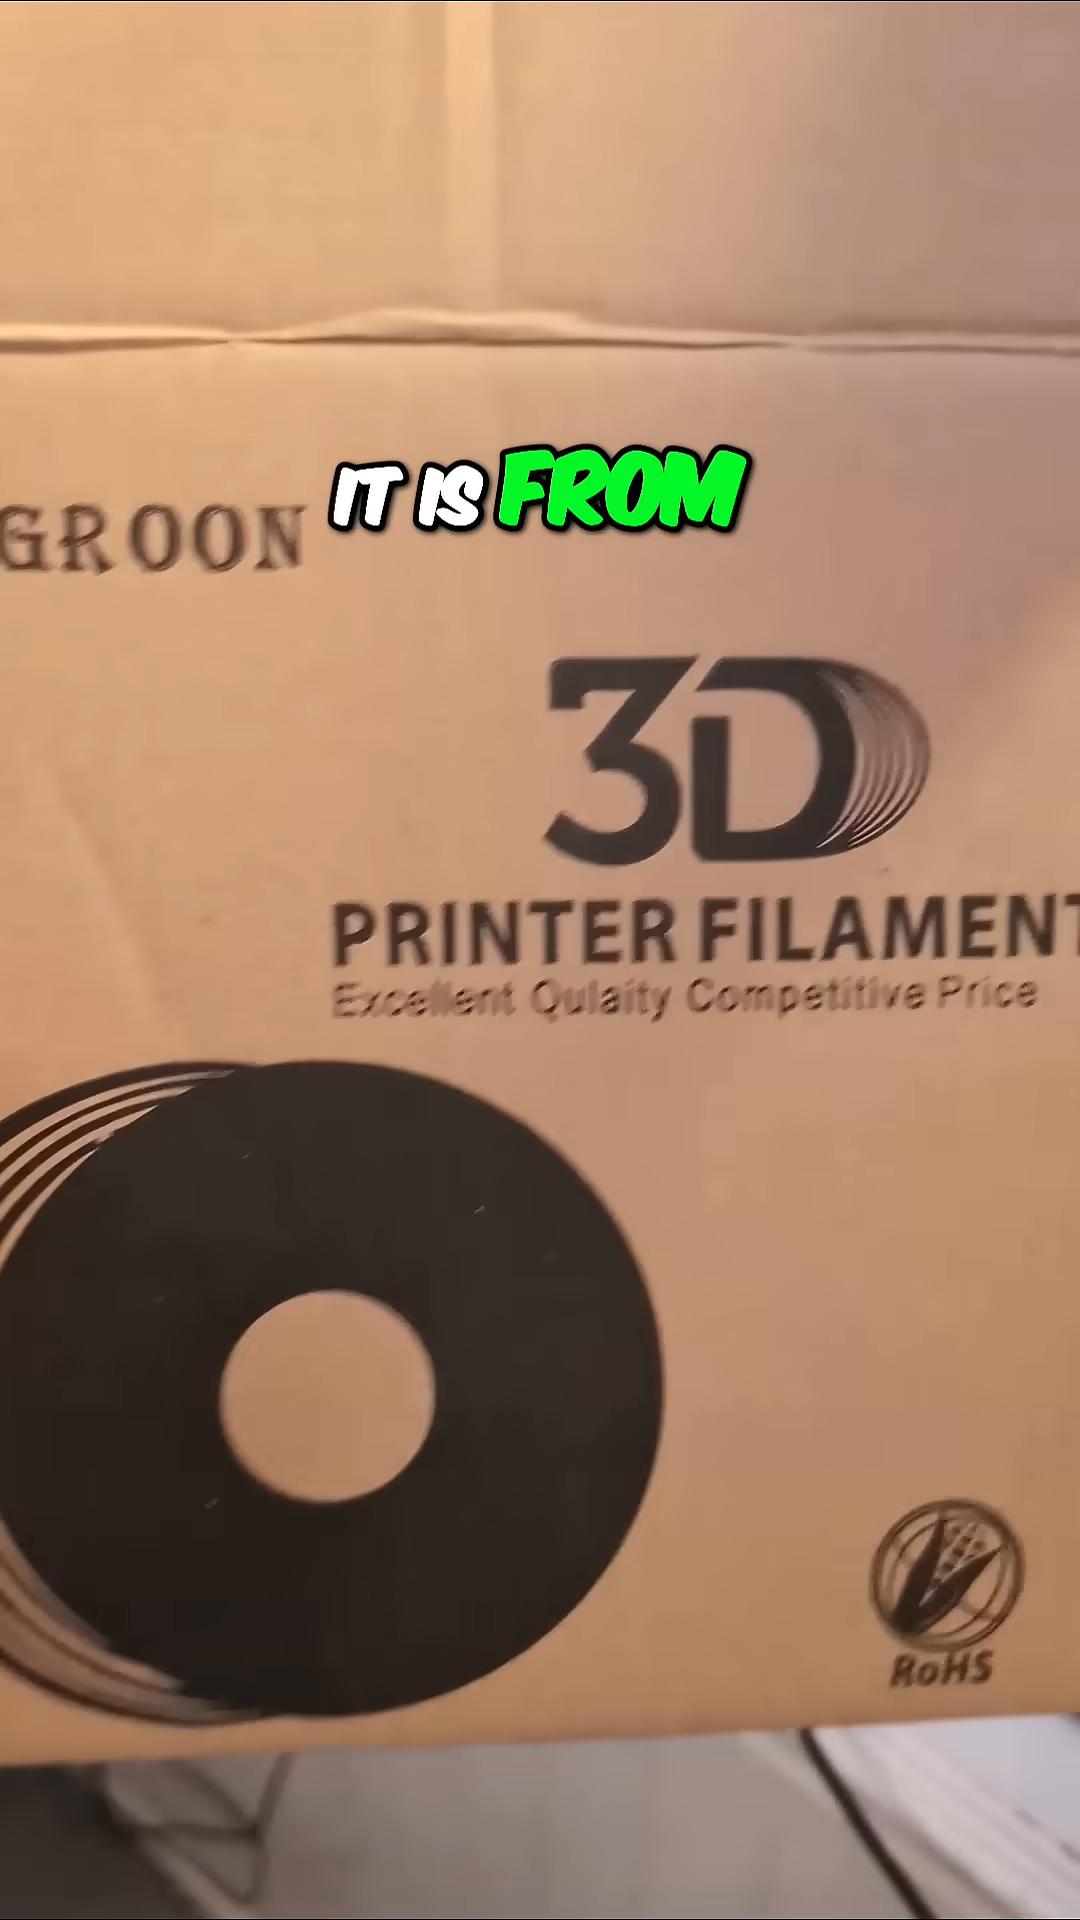 IT IS FROM
GROON
3D
PRINTER FILAMENT
Excellent Qulaity Competitive Price
RoHS